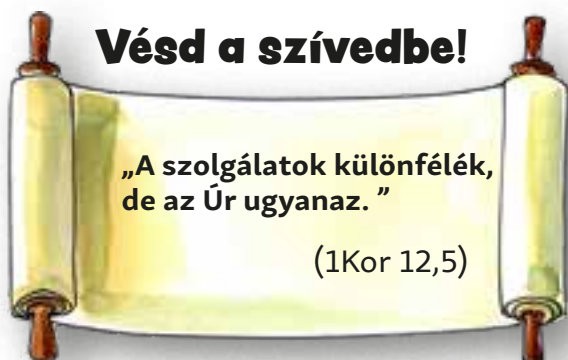 Vésd a szívedbe!
„A szolgálatok különfélék,
de az Úr ugyanaz. ”
(1Kor 12,5)